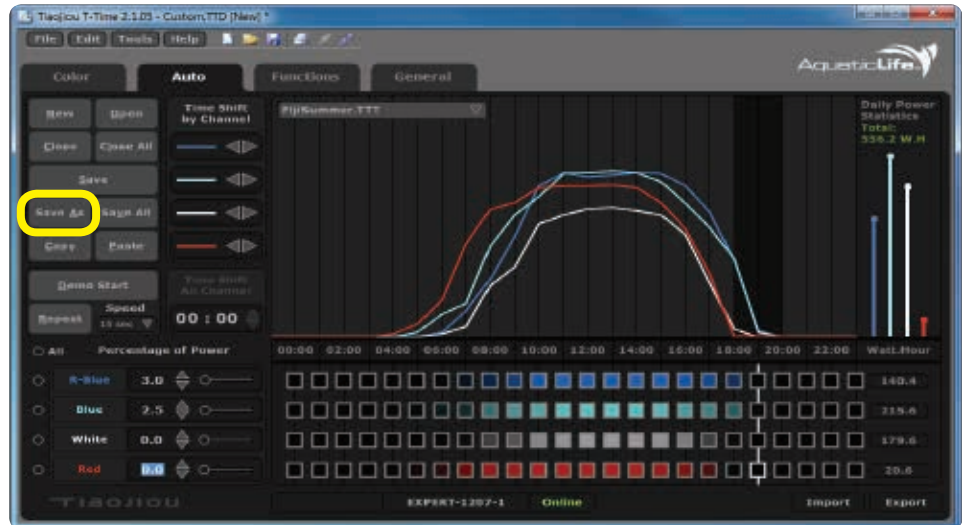 Tiaojiou T-Time 2.1.05 - Custom.TTD [New] *
File Edit Tools Help
AquaticLife
Color Auto Functions General
New Open Time Shift by Channel
FijiSummer.TTT
Daily Power Statistics
Total:
556.2 W.H
Close Close All
Save
Save As Save All
Copy Paste
Demo Start Time Shift All Channel
Repeat Speed 15 sec 00 : 00
All Percentage of Power 00:00 02:00 04:00 06:00 08:00 10:00 12:00 14:00 16:00 18:00 20:00 22:00 Watt.Hour
R-Blue 3.0 140.4
Blue 2.5 215.6
White 0.0 179.6
Red 0.0 20.6
TIAOJIOU EXPERT-1207-1 Online Import Export